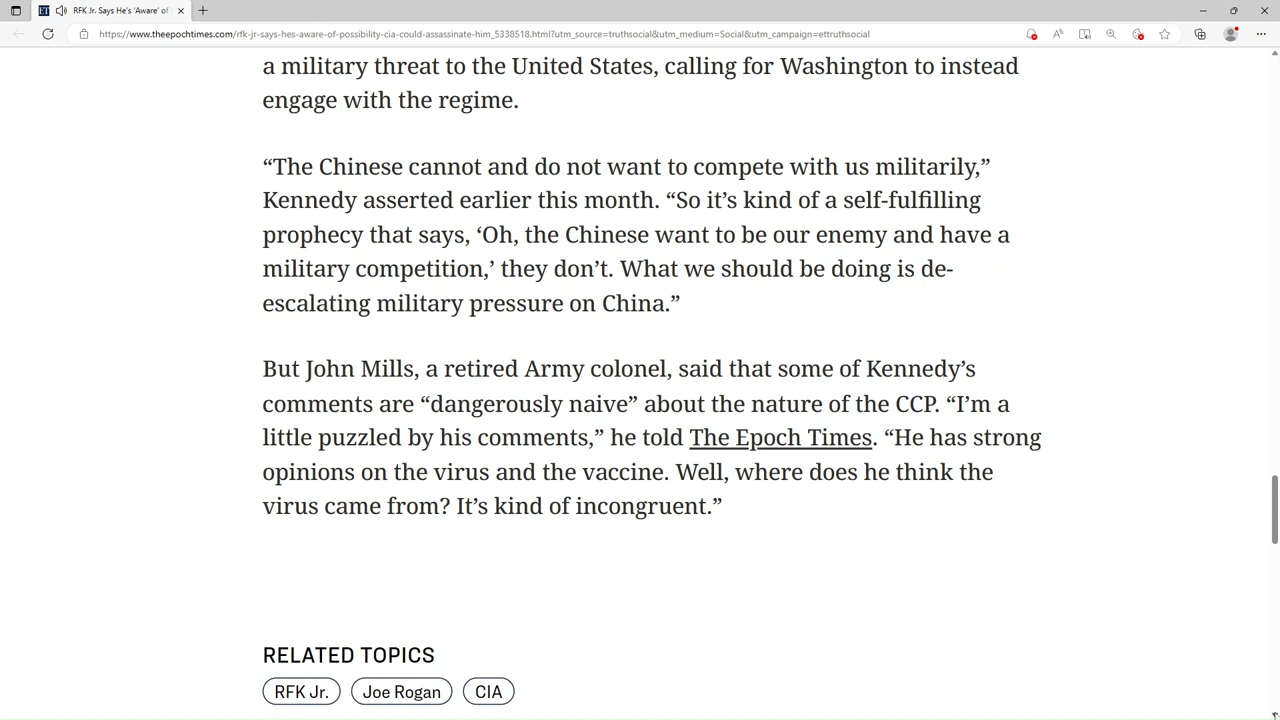 RFK Jr. Says He's 'Aware' of
https://www.theepochtimes.com/rfk-jr-says-hes-aware-of-possibility-cia-could-assassinate-him_5338518.html?utm_source=truthsocial&utm_medium=Social&utm_campaign=ettruthsocial
a military threat to the United States, calling for Washington to instead
engage with the regime.
“The Chinese cannot and do not want to compete with us militarily,”
Kennedy asserted earlier this month. “So it’s kind of a self-fulfilling
prophecy that says, ‘Oh, the Chinese want to be our enemy and have a
military competition,’ they don’t. What we should be doing is de-
escalating military pressure on China.”
But John Mills, a retired Army colonel, said that some of Kennedy’s
comments are “dangerously naive” about the nature of the CCP. “I’m a
little puzzled by his comments,” he told The Epoch Times. “He has strong
opinions on the virus and the vaccine. Well, where does he think the
virus came from? It’s kind of incongruent.”
RELATED TOPICS
RFK Jr. Joe Rogan CIA